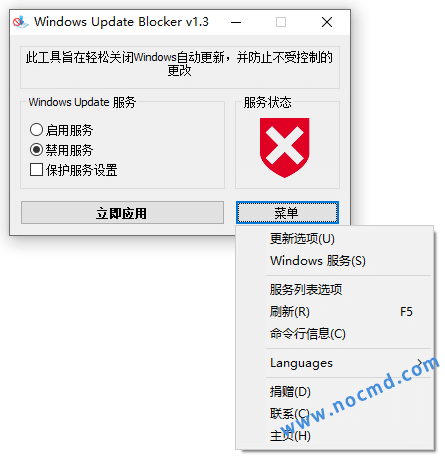 Windows Update Blocker v1.3
此工具旨在轻松关闭Windows自动更新，并防止不受控制的
更改
Windows Update 服务
服务状态
启用服务
禁用服务
保护服务设置
立即应用
菜单
更新选项(U)
Windows 服务(S)
服务列表选项
刷新(R) F5
命令行信息(C)
Languages
捐赠(D)
联系(C)
主页(H)
www.nocmd.com